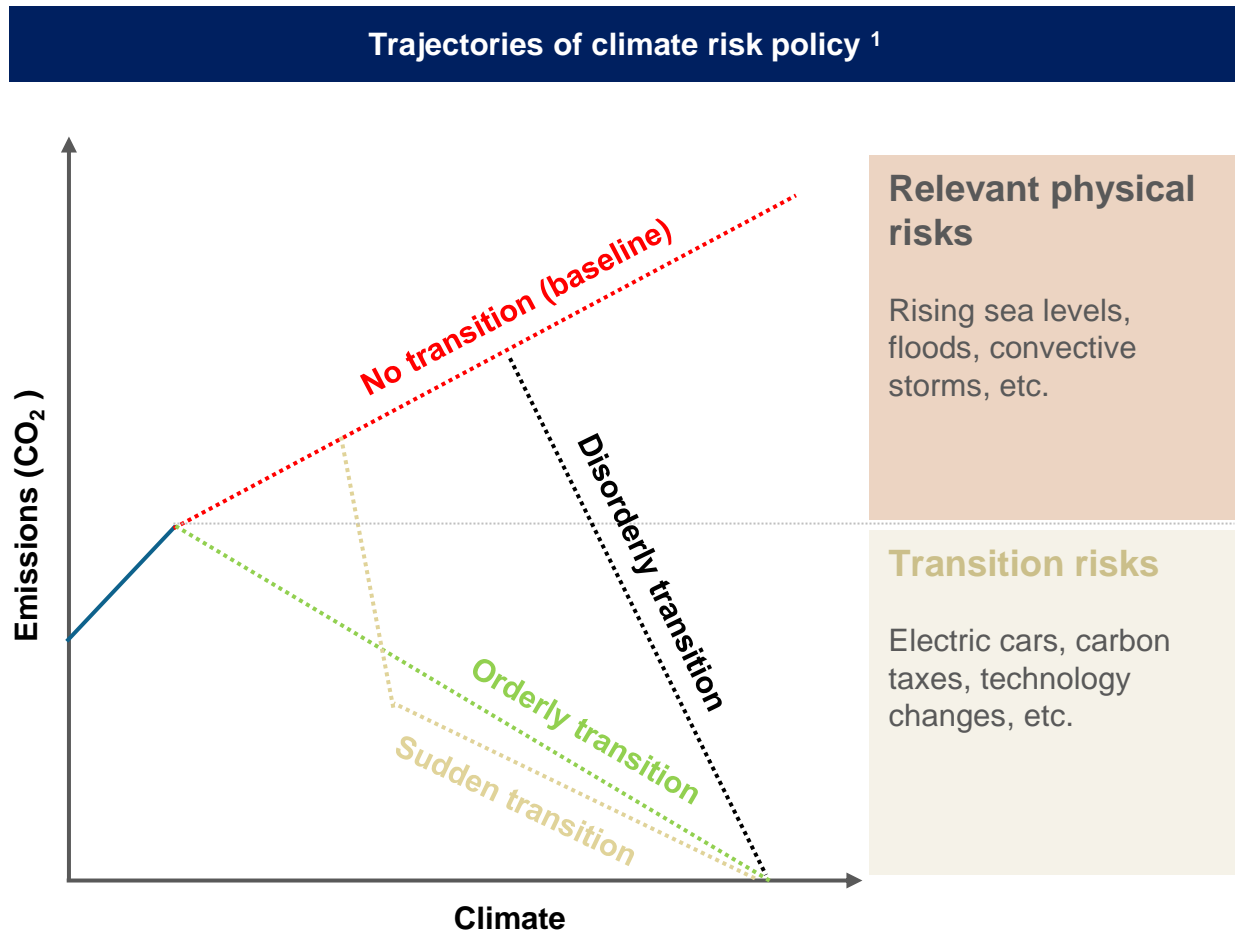 Trajectories of climate risk policy ¹
Emissions (CO₂ )
No transition (baseline)
Disorderly transition
Orderly transition
Sudden transition
Climate
Relevant physical
risks
Rising sea levels,
floods, convective
storms, etc.
Transition risks
Electric cars, carbon
taxes, technology
changes, etc.